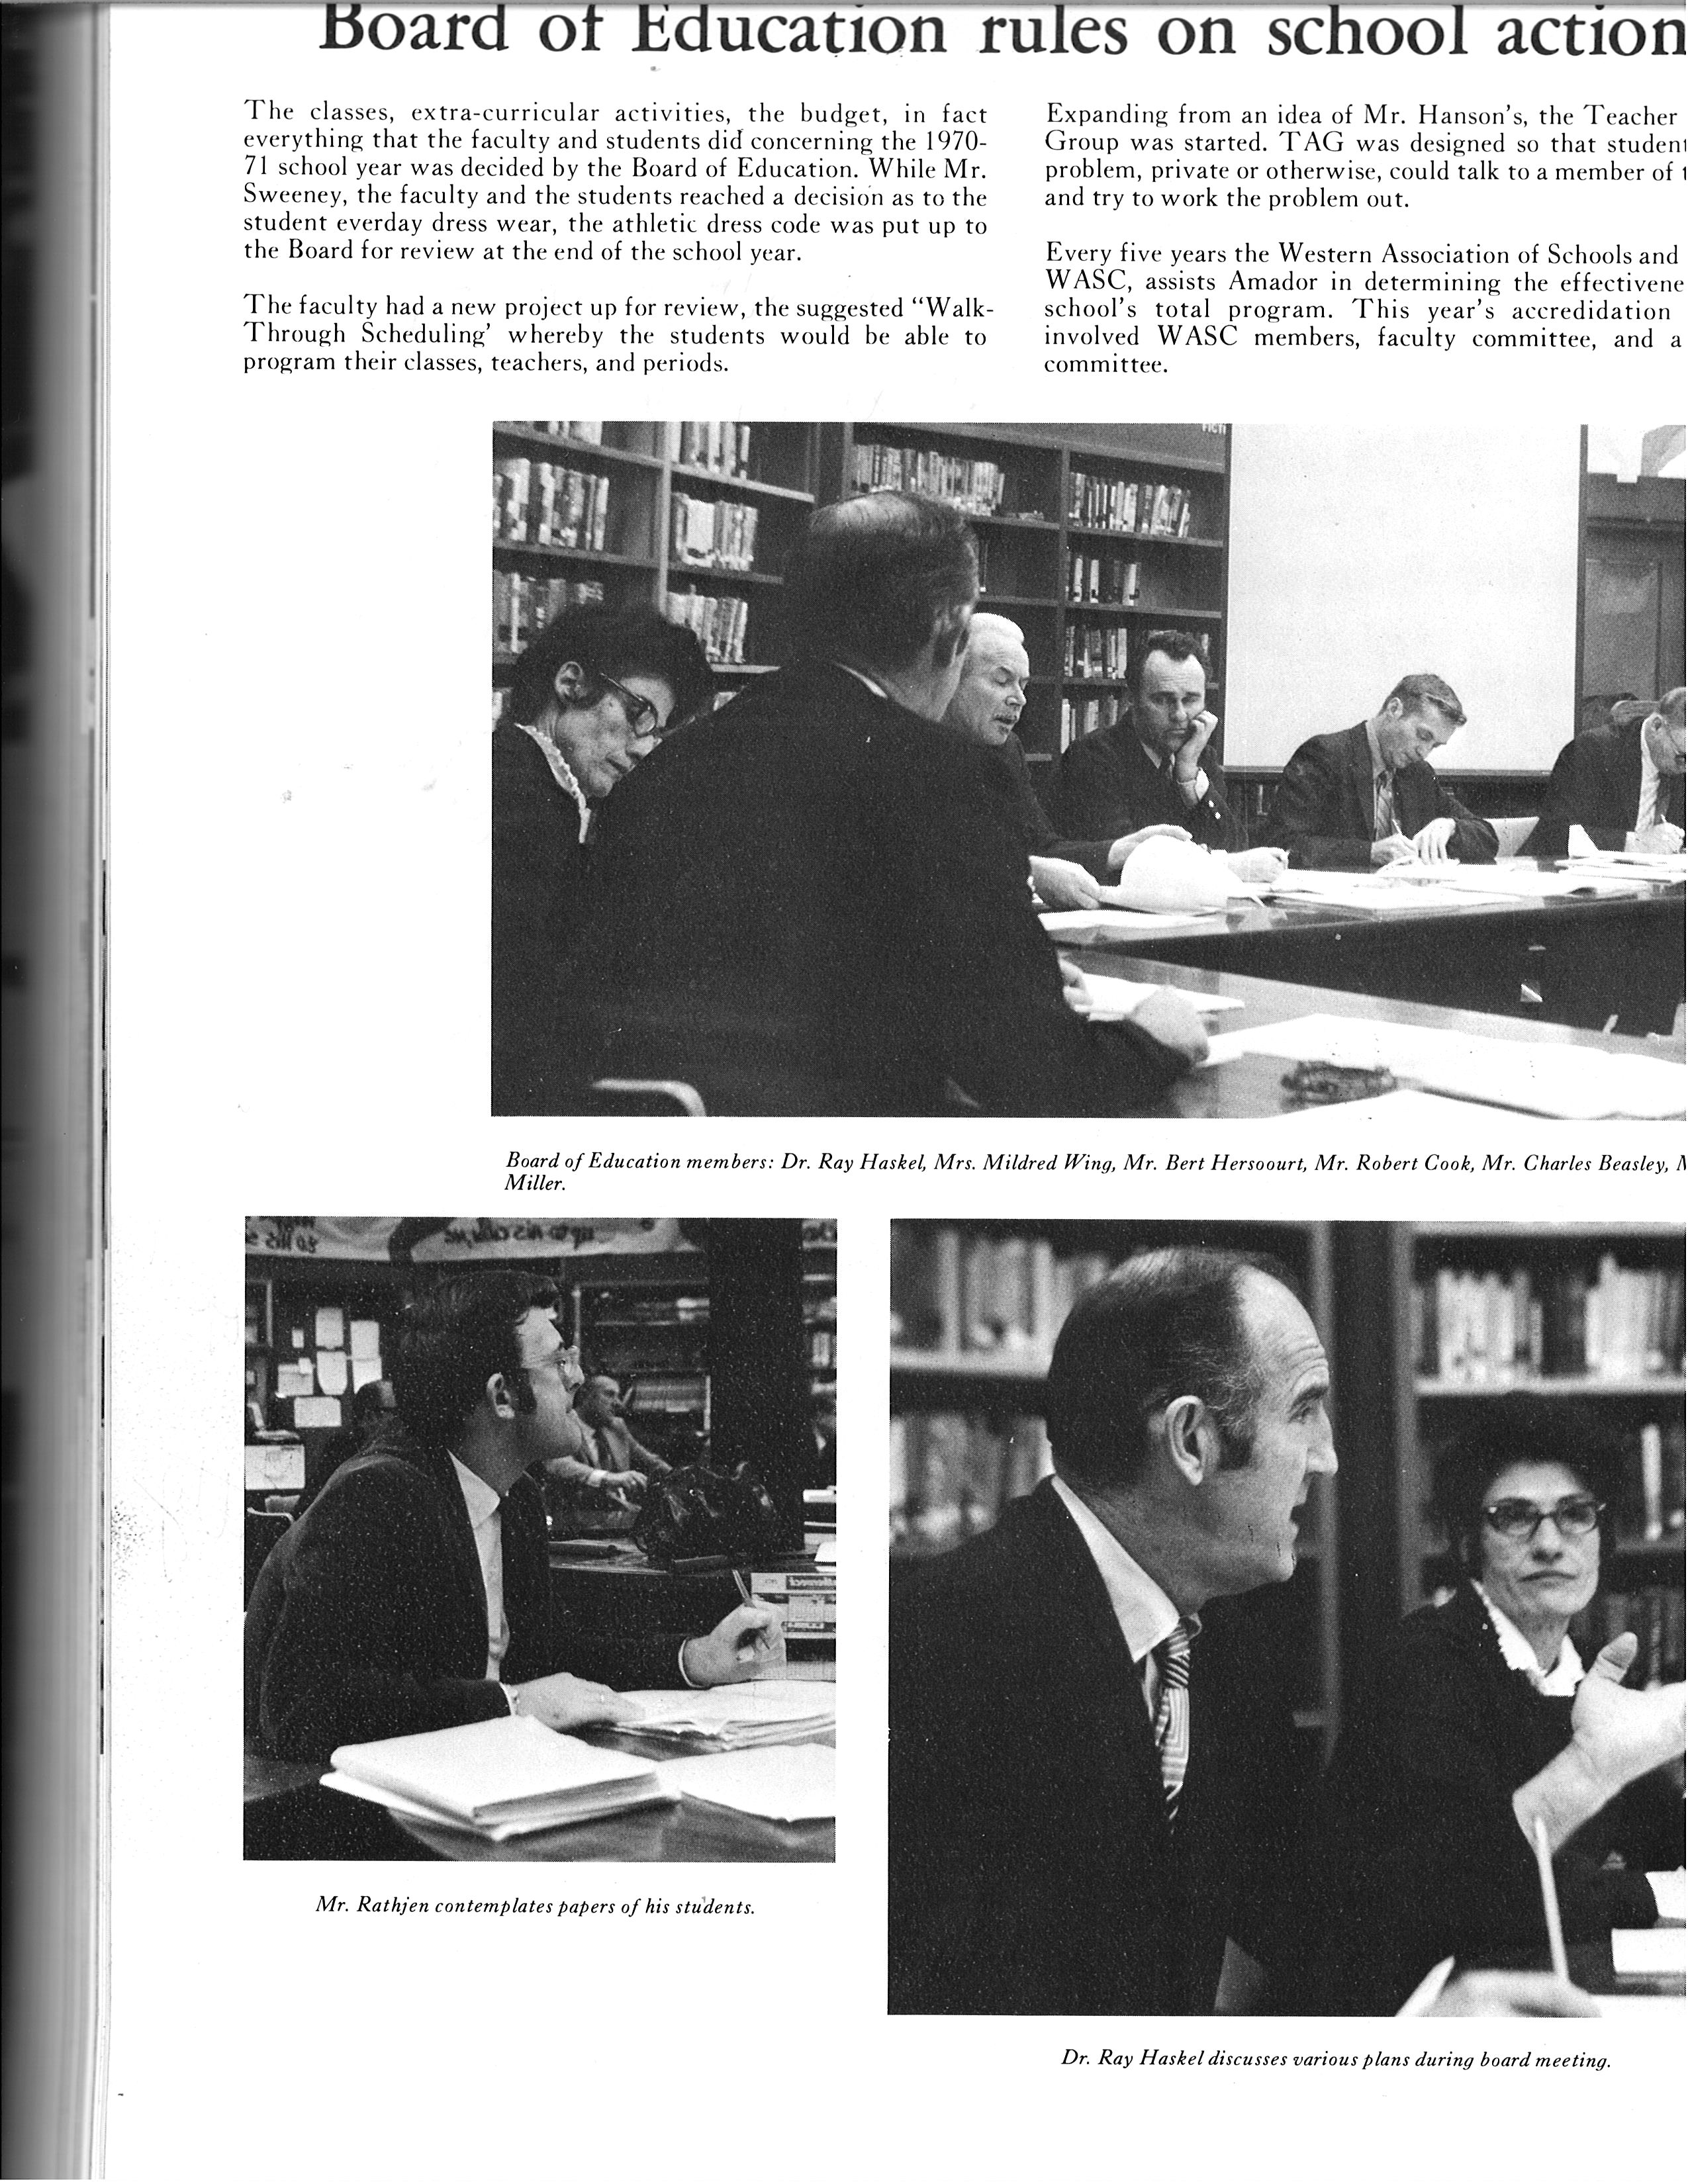 Board of Education rules on school action
The classes, extra-curricular activities, the budget, in fact
everything that the faculty and students did concerning the 1970-
71 school year was decided by the Board of Education. While Mr.
Sweeney, the faculty and the students reached a decision as to the
student everday dress wear, the athletic dress code was put up to
the Board for review at the end of the school year.
The faculty had a new project up for review, the suggested “Walk-
Through Scheduling’ whereby the students would be able to
program their classes, teachers, and periods.
Expanding from an idea of Mr. Hanson’s, the Teacher
Group was started. TAG was designed so that student
problem, private or otherwise, could talk to a member of t
and try to work the problem out.
Every five years the Western Association of Schools and
WASC, assists Amador in determining the effectivene
school’s total program. This year’s accredidation
involved WASC members, faculty committee, and a
committee.
FICTI
Board of Education members: Dr. Ray Haskel, Mrs. Mildred Wing, Mr. Bert Hersoourt, Mr. Robert Cook, Mr. Charles Beasley, M
Miller.
Mr. Rathjen contemplates papers of his students.
Dr. Ray Haskel discusses various plans during board meeting.